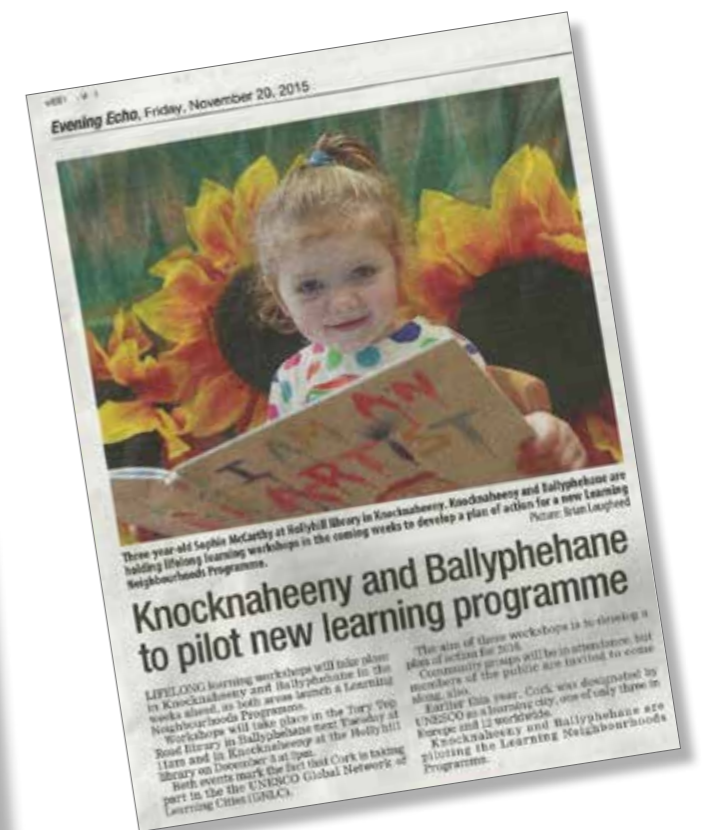 Evening Echo, Friday, November 20, 2015
I AM AN
ARTIST
Three-year-old Sophie McCarthy at Hollyhill library in Knocknaheeny. Knocknaheeny and Ballyphehane are
holding lifelong learning workshops in the coming weeks to develop a plan of action for a new Learning
Neighbourhoods Programme.
Picture: Brian Lougheed
Knocknaheeny and Ballyphehane
to pilot new learning programme
LIFELONG learning workshops will take place
in Knocknaheeny and Ballyphehane in the
weeks ahead, as both areas launch a Learning
Neighbourhoods Programme.
Workshops will take place in the Tory Top
Road library in Ballyphehane next Tuesday at
11am and in Knocknaheeny at the Hollyhill
library on December 3 at 3pm.
Both events mark the fact that Cork is taking
part in the the UNESCO Global Network of
Learning Cities (GNLC).
The aim of these workshops is to develop a
plan of action for 2016.
Community groups will be in attendance, but
members of the public are invited to come
along, also.
Earlier this year, Cork was designated by
UNESCO as a learning city, one of only three in
Europe and 12 worldwide.
Knocknaheeny and Ballyphehane are
piloting the Learning Neighbourhoods
Programme.